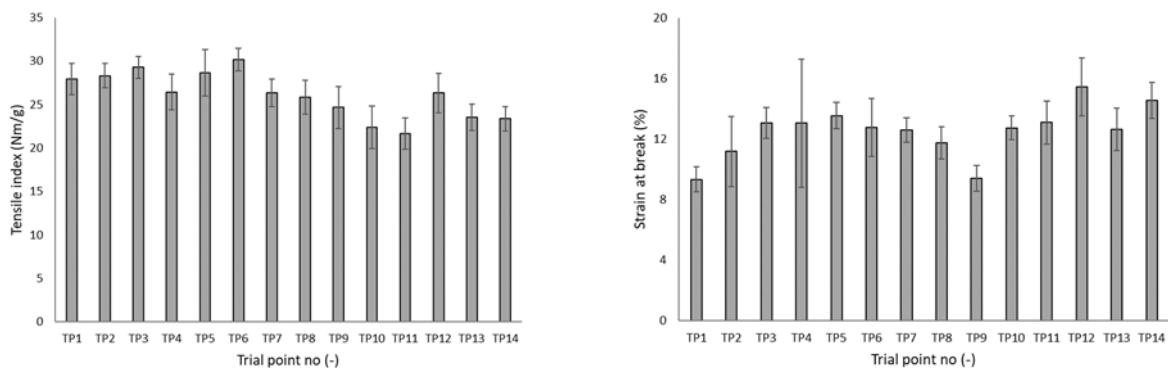 35
30
25
20
15
10
5
0
Tensile index (Nm/g)
TP1 TP2 TP3 TP4 TP5 TP6 TP7 TP8 TP9 TP10 TP11 TP12 TP13 TP14
Trial point no (-)
20
16
12
8
4
0
Strain at break (%)
TP1 TP2 TP3 TP4 TP5 TP6 TP7 TP8 TP9 TP10 TP11 TP12 TP13 TP14
Trial point no (-)